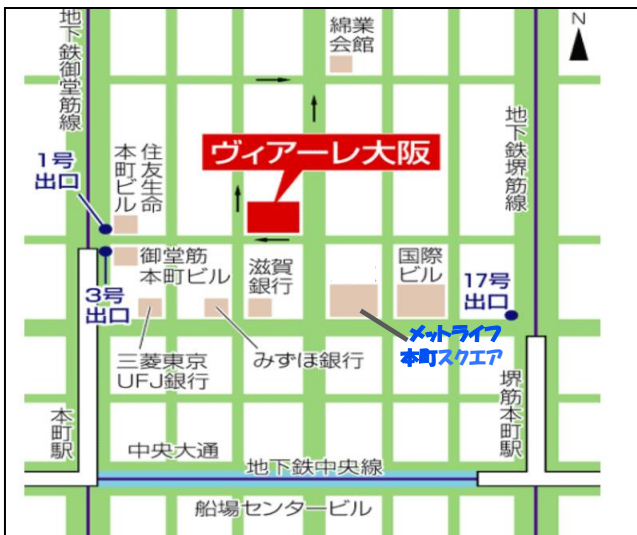 地下鉄御堂筋線
綿業
会館
N
地下鉄堺筋線
ヴィアーレ大阪
1号
出口
住友生命
本町ビル
御堂筋
本町ビル
滋賀
銀行
国際
ビル
17号
出口
3号
出口
メットライフ
本町スクエア
三菱東京
UFJ銀行
みずほ銀行
本町駅
堺筋本町駅
中央大通
地下鉄中央線
船場センタービル